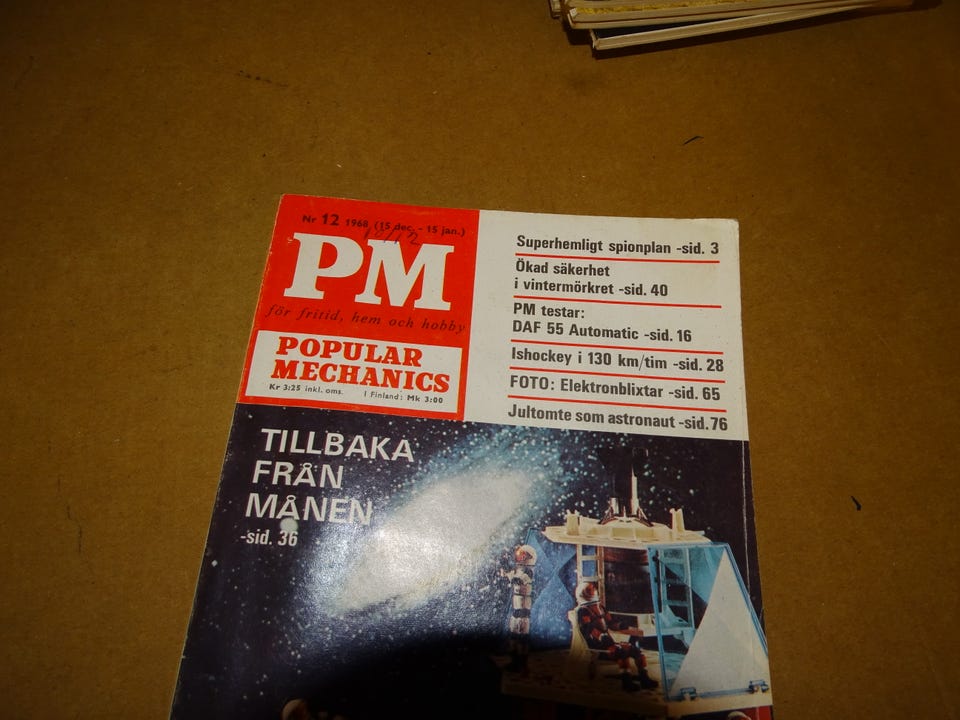 Nr 12 1968 (15 dec. - 15 jan.)
PM
för fritid, hem och hobby
POPULAR
MECHANICS
Kr 3:25 inkl. oms. I Finland: Mk 3:00
Superhemligt spionplan -sid. 3
Ökad säkerhet
i vintermörkret -sid. 40
PM testar:
DAF 55 Automatic -sid. 16
Ishockey i 130 km/tim -sid. 28
FOTO: Elektronblixtar -sid. 65
Jultomte som astronaut -sid.76
TILLBAKA
FRÅN
MÅNEN
-sid. 36